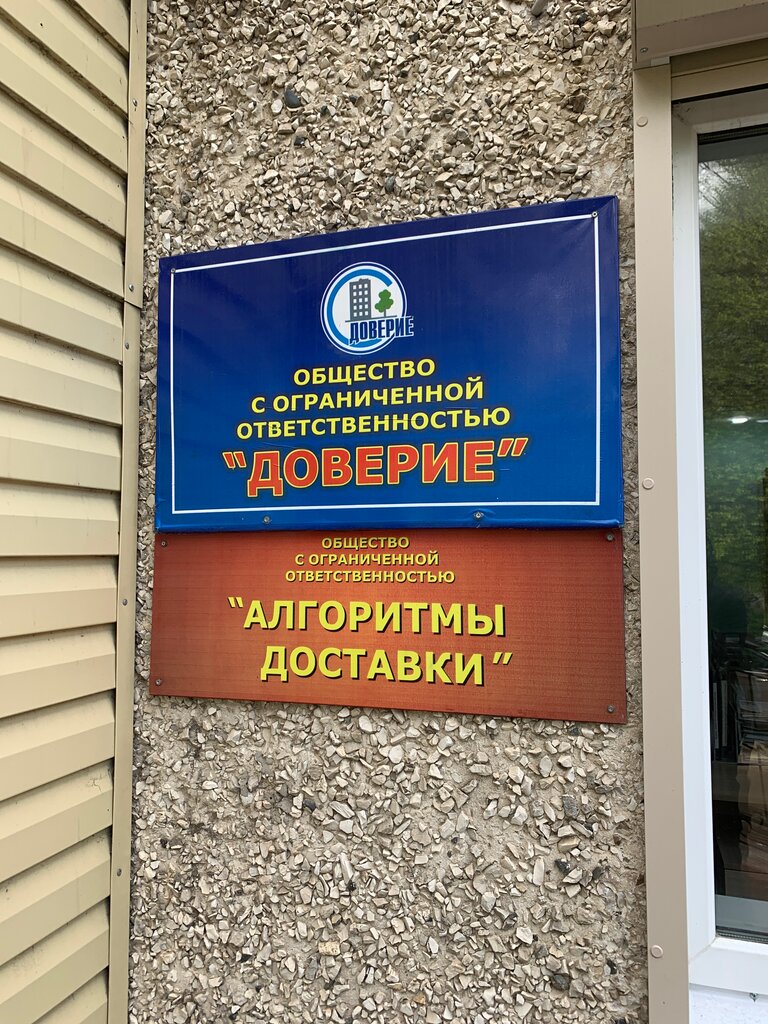 ДОВЕРИЕ
ОБЩЕСТВО
С ОГРАНИЧЕННОЙ
ОТВЕТСТВЕННОСТЬЮ
“ДОВЕРИЕ”
ОБЩЕСТВО
С ОГРАНИЧЕННОЙ
ОТВЕТСТВЕННОСТЬЮ
“АЛГОРИТМЫ
ДОСТАВКИ”